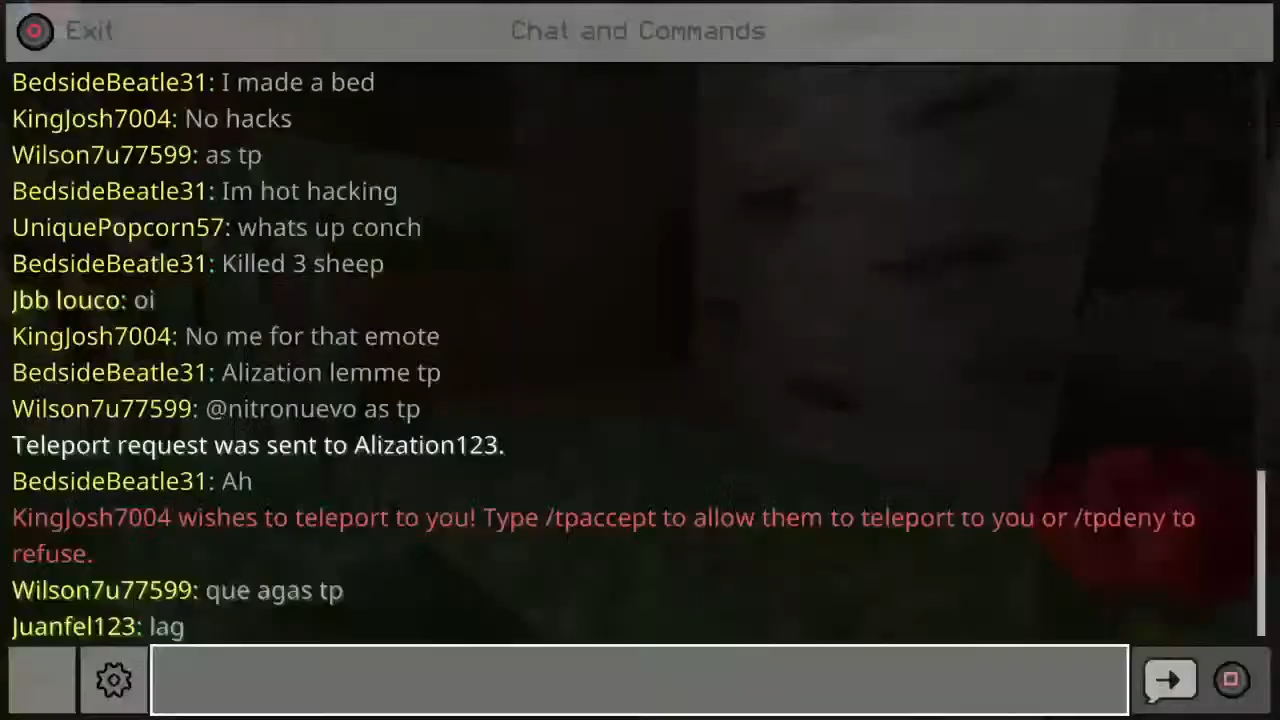 Exit
Chat and Commands
BedsideBeatle31: I made a bed
KingJosh7004: No hacks
Wilson7u77599: as tp
BedsideBeatle31: Im hot hacking
UniquePopcorn57: whats up conch
BedsideBeatle31: Killed 3 sheep
Jbb louco: oi
KingJosh7004: No me for that emote
BedsideBeatle31: Alization lemme tp
Wilson7u77599: @nitronuevo as tp
Teleport request was sent to Alization123.
BedsideBeatle31: Ah
KingJosh7004 wishes to teleport to you! Type /tpaccept to allow them to teleport to you or /tpdeny to
refuse.
Wilson7u77599: que agas tp
Juanfel123: lag